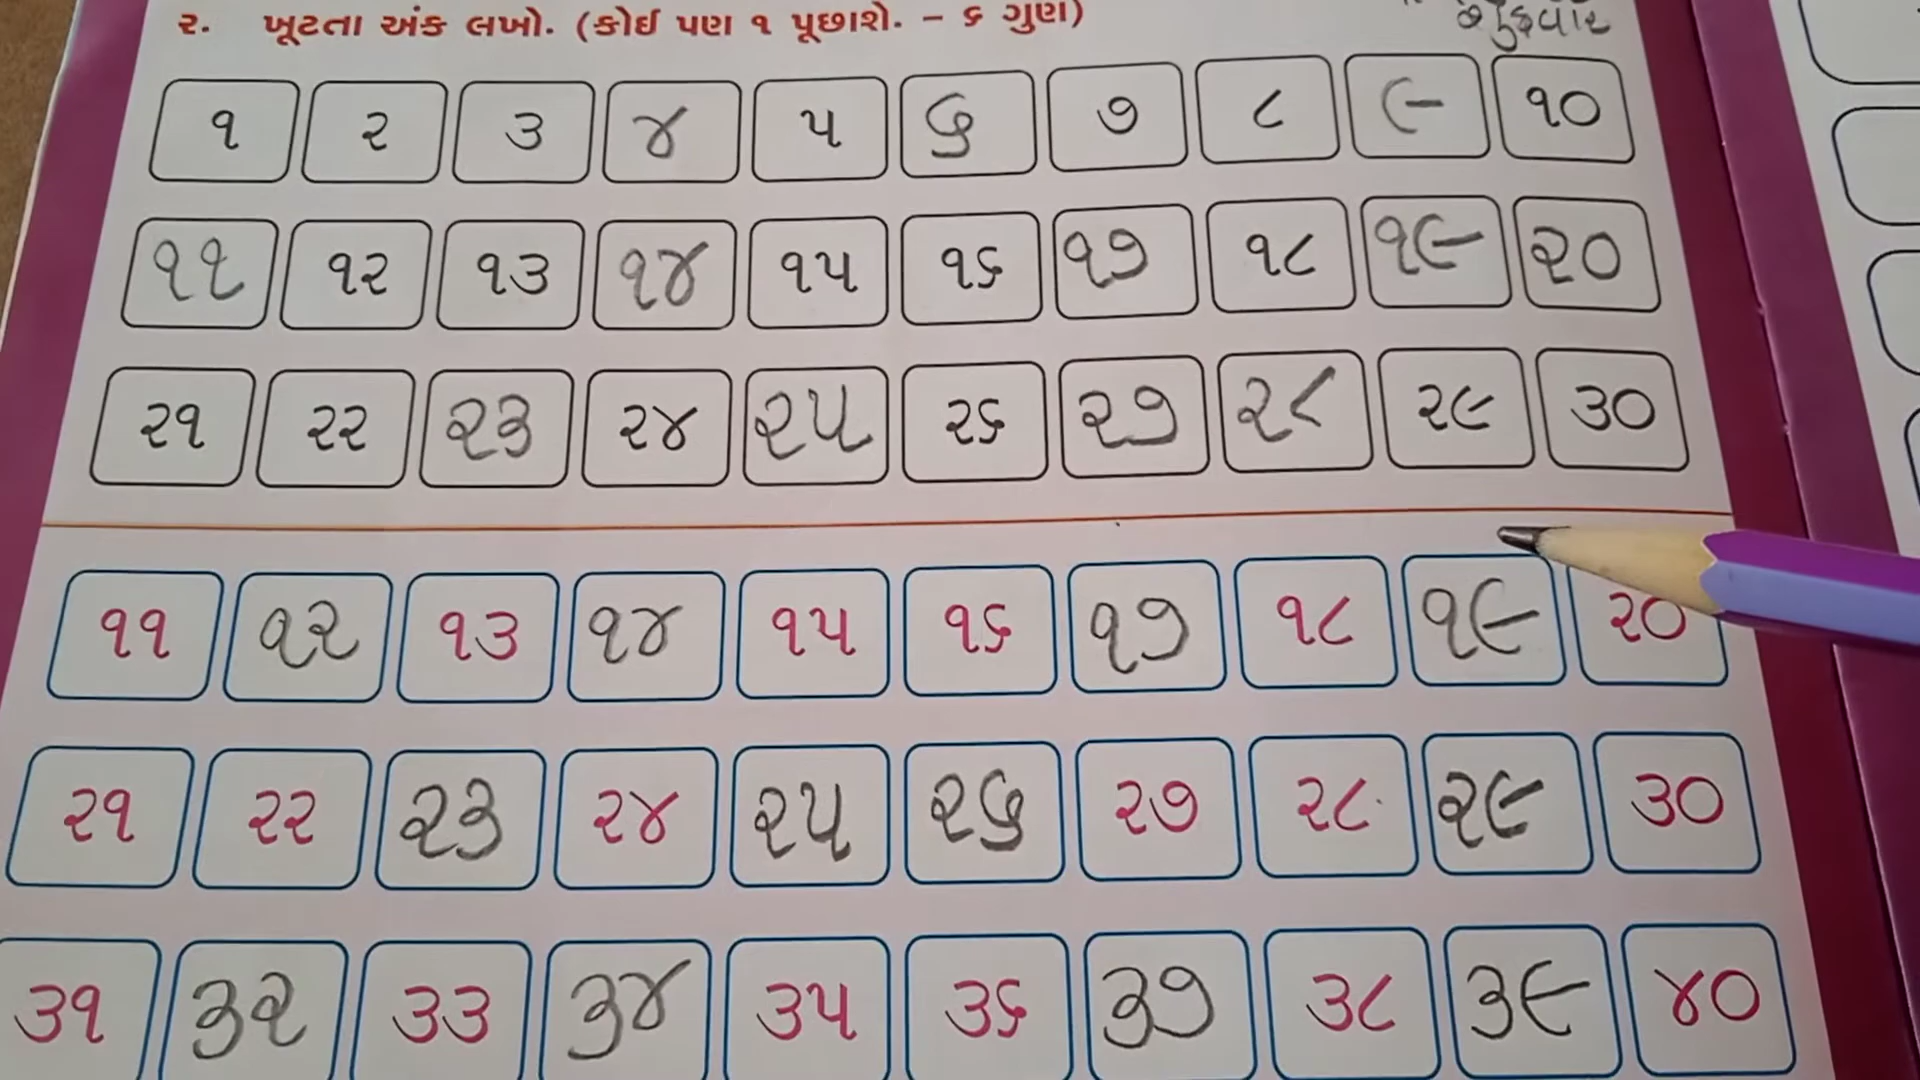 શુક્રવાર
૨. ખૂટતા અંક લખો. (કોઈ પણ ૧ પૂછાશે. - ૬ ગુણ)
૧ ૨ ૩ ૪ ૫ ૬ ૭ ૮ ૯ ૧૦
૧૧ ૧૨ ૧૩ ૧૪ ૧૫ ૧૬ ૧૭ ૧૮ ૧૯ ૨૦
૨૧ ૨૨ ૨૩ ૨૪ ૨૫ ૨૬ ૨૭ ૨૮ ૨૯ ૩૦
૧૧ ૧૨ ૧૩ ૧૪ ૧૫ ૧૬ ૧૭ ૧૮ ૧૯ ૨૦
૨૧ ૨૨ ૨૩ ૨૪ ૨૫ ૨૬ ૨૭ ૨૮ ૨૯ ૩૦
૩૧ ૩૨ ૩૩ ૩૪ ૩૫ ૩૬ ૩૭ ૩૮ ૩૯ ૪૦